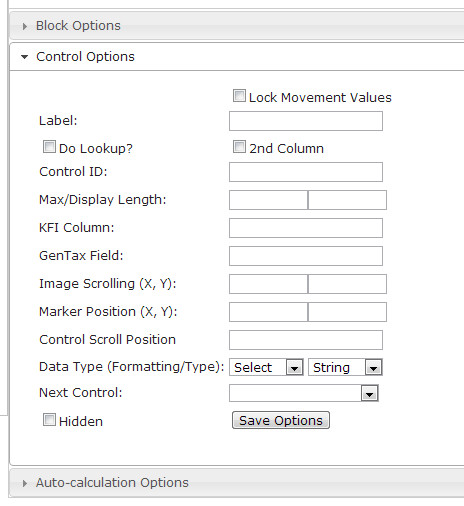 Block Options
Control Options
Lock Movement Values
Label:
Do Lookup? 2nd Column
Control ID:
Max/Display Length:
KFI Column:
GenTax Field:
Image Scrolling (X, Y):
Marker Position (X, Y):
Control Scroll Position
Data Type (Formatting/Type): Select String
Next Control:
Hidden Save Options
Auto-calculation Options